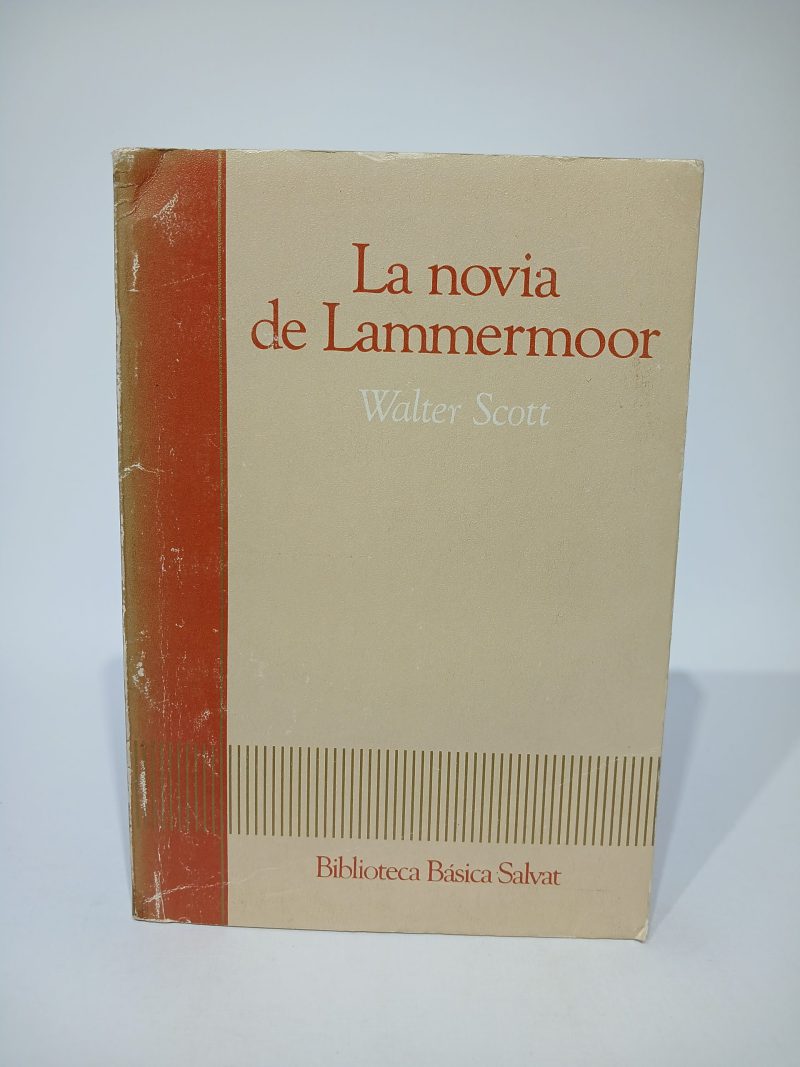 La novia
de Lammermoor
Walter Scott
Biblioteca Básica Salvat